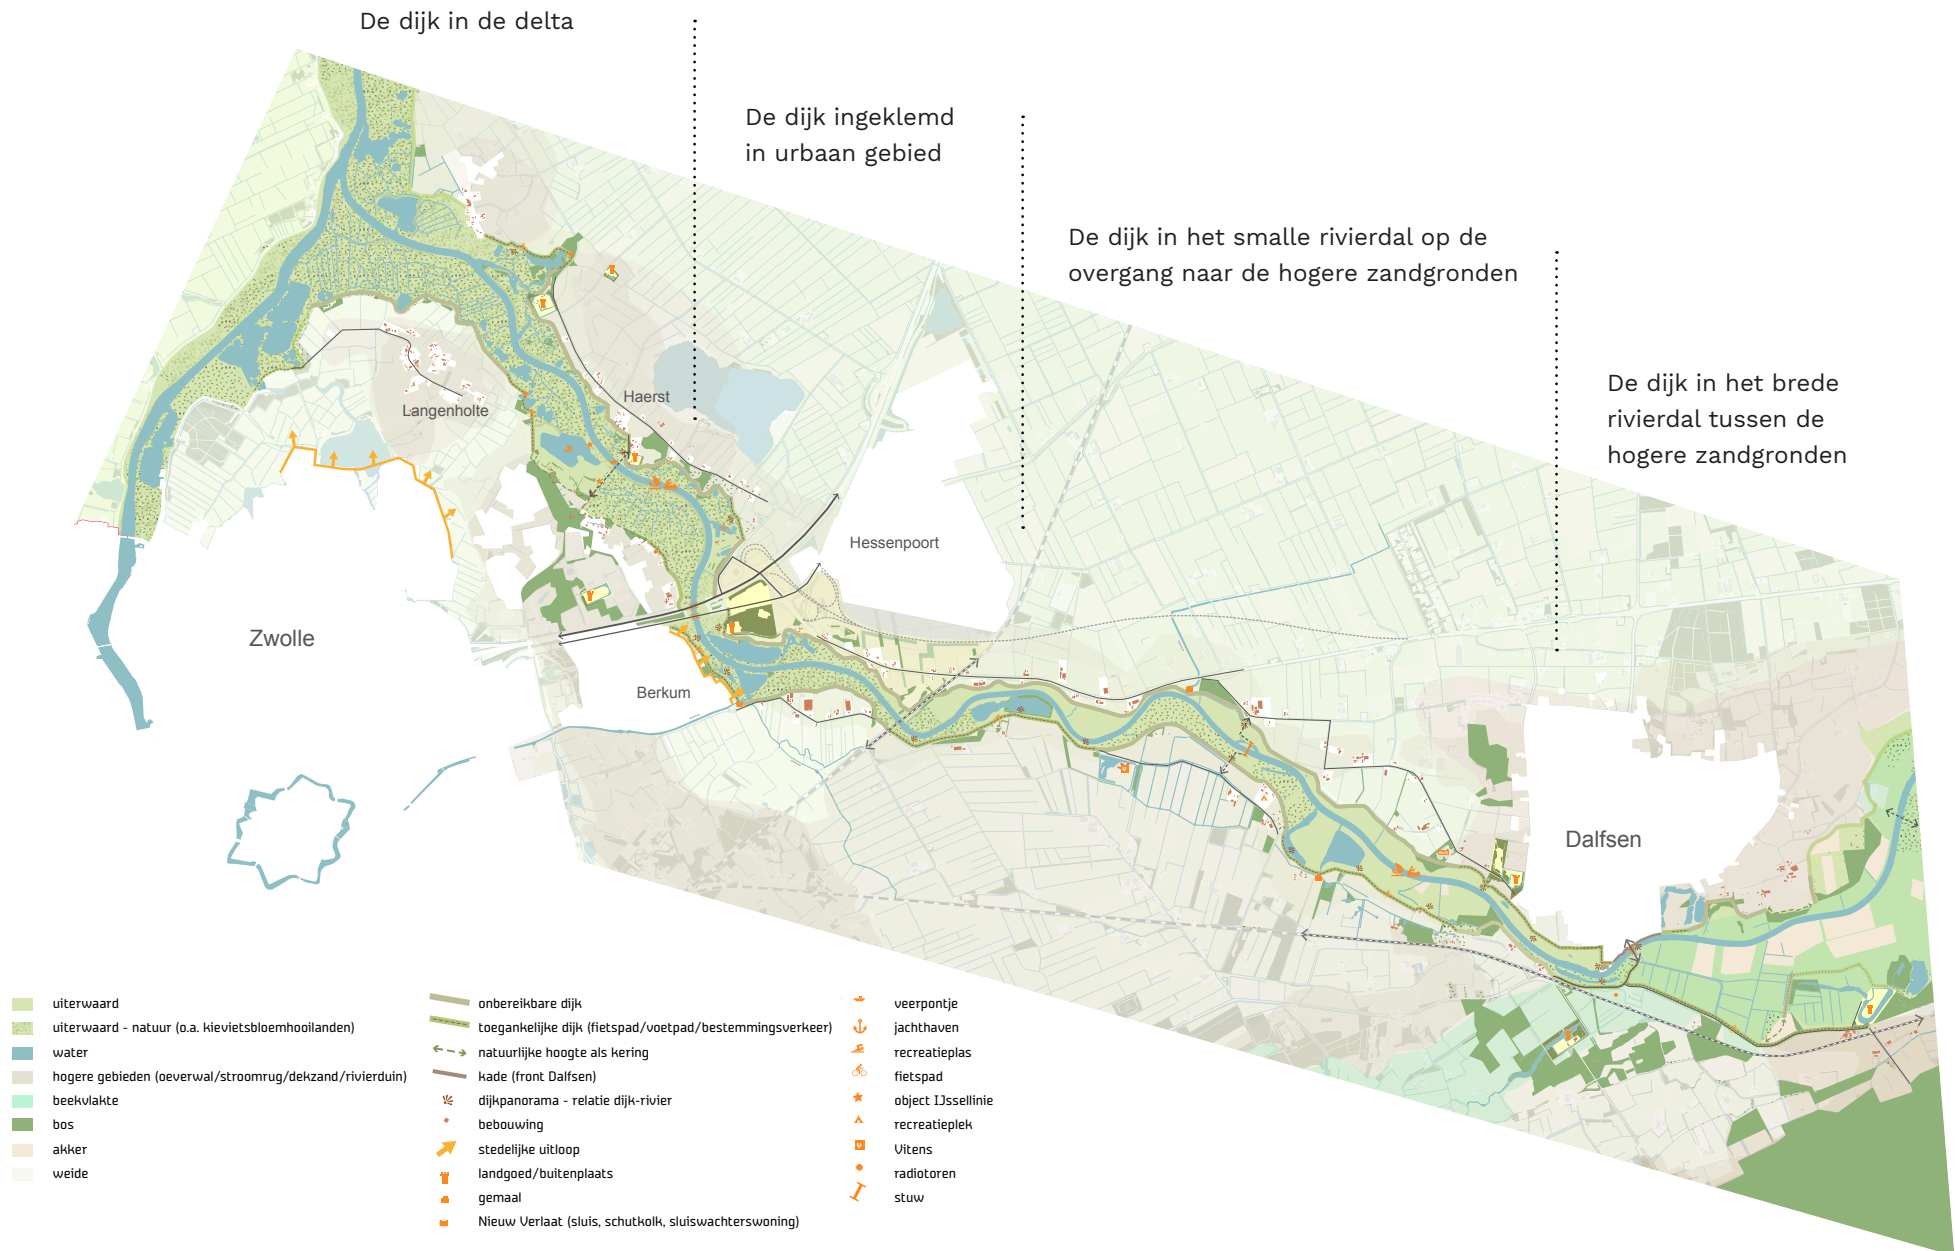 De dijk in de delta
De dijk ingeklemd
in urbaan gebied
De dijk in het smalle rivierdal op de
overgang naar de hogere zandgronden
De dijk in het brede
rivierdal tussen de
hogere zandgronden
Langenholte
Haerst
Hessenpoort
Zwolle
Berkum
Dalfsen
uiterwaard
uiterwaard - natuur (o.a. kievietsbloemhooilanden)
water
hogere gebieden (oeverwal/stroomrug/dekzand/rivierduin)
beekvlakte
bos
akker
weide
onbereikbare dijk
toegankelijke dijk (fietspad/voetpad/bestemmingsverkeer)
natuurlijke hoogte als kering
kade (front Dalfsen)
dijkpanorama - relatie dijk-rivier
bebouwing
stedelijke uitloop
landgoed/buitenplaats
gemaal
Nieuw Verlaat (sluis, schutkolk, sluiswachterswoning)
veerpontje
jachthaven
recreatieplas
fietspad
object IJssellinie
recreatieplek
Vitens
radiotoren
stuw